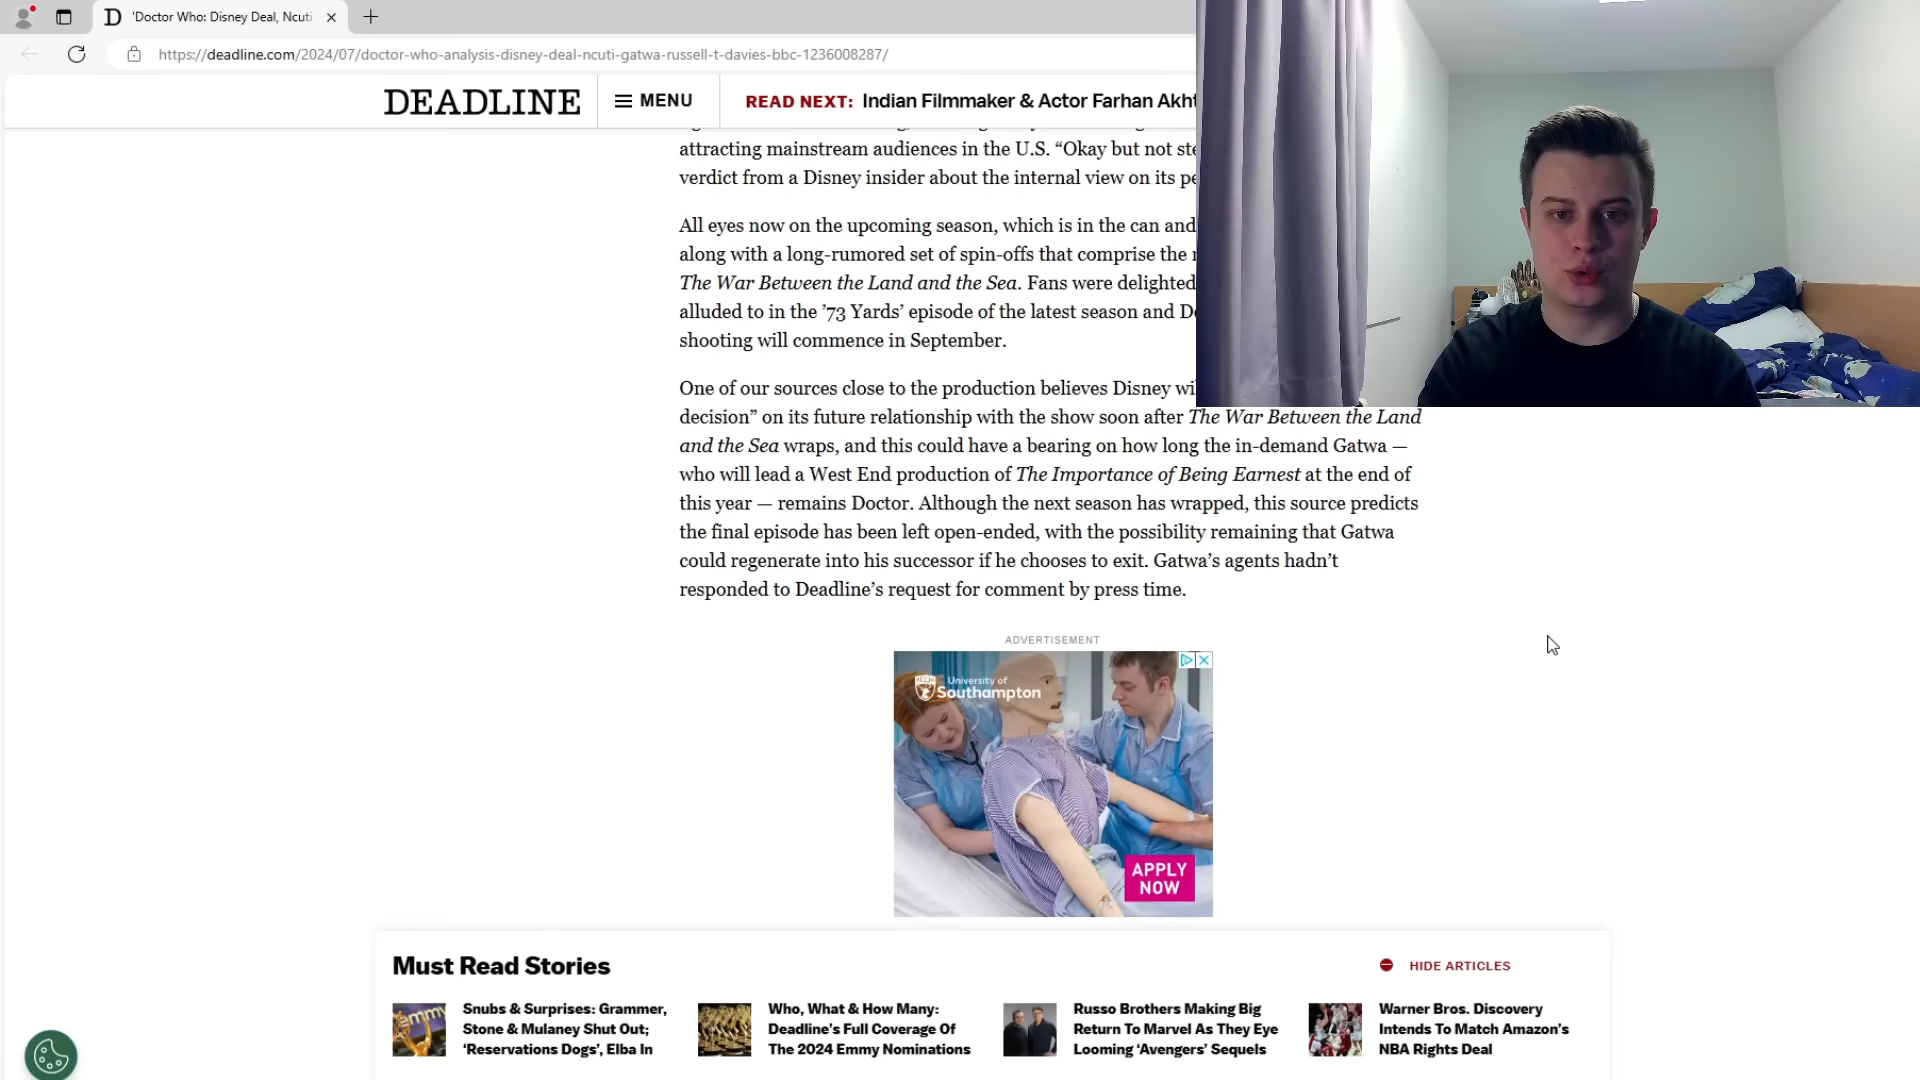 'Doctor Who: Disney Deal, Ncuti
https://deadline.com/2024/07/doctor-who-analysis-disney-deal-ncuti-gatwa-russell-t-davies-bbc-1236008287/
DEADLINE
MENU
READ NEXT: Indian Filmmaker & Actor Farhan Akht
attracting mainstream audiences in the U.S. “Okay but not ste
verdict from a Disney insider about the internal view on its pe
All eyes now on the upcoming season, which is in the can and
along with a long-rumored set of spin-offs that comprise the
The War Between the Land and the Sea. Fans were delighted
alluded to in the ’73 Yards’ episode of the latest season and De
shooting will commence in September.
One of our sources close to the production believes Disney wil
decision” on its future relationship with the show soon after The War Between the Land
and the Sea wraps, and this could have a bearing on how long the in-demand Gatwa —
who will lead a West End production of The Importance of Being Earnest at the end of
this year — remains Doctor. Although the next season has wrapped, this source predicts
the final episode has been left open-ended, with the possibility remaining that Gatwa
could regenerate into his successor if he chooses to exit. Gatwa’s agents hadn’t
responded to Deadline’s request for comment by press time.
ADVERTISEMENT
University of
Southampton
APPLY
NOW
Must Read Stories
HIDE ARTICLES
Snubs & Surprises: Grammer,
Stone & Mulaney Shut Out;
‘Reservations Dogs’, Elba In
Who, What & How Many:
Deadline’s Full Coverage Of
The 2024 Emmy Nominations
Russo Brothers Making Big
Return To Marvel As They Eye
Looming ‘Avengers’ Sequels
Warner Bros. Discovery
Intends To Match Amazon’s
NBA Rights Deal